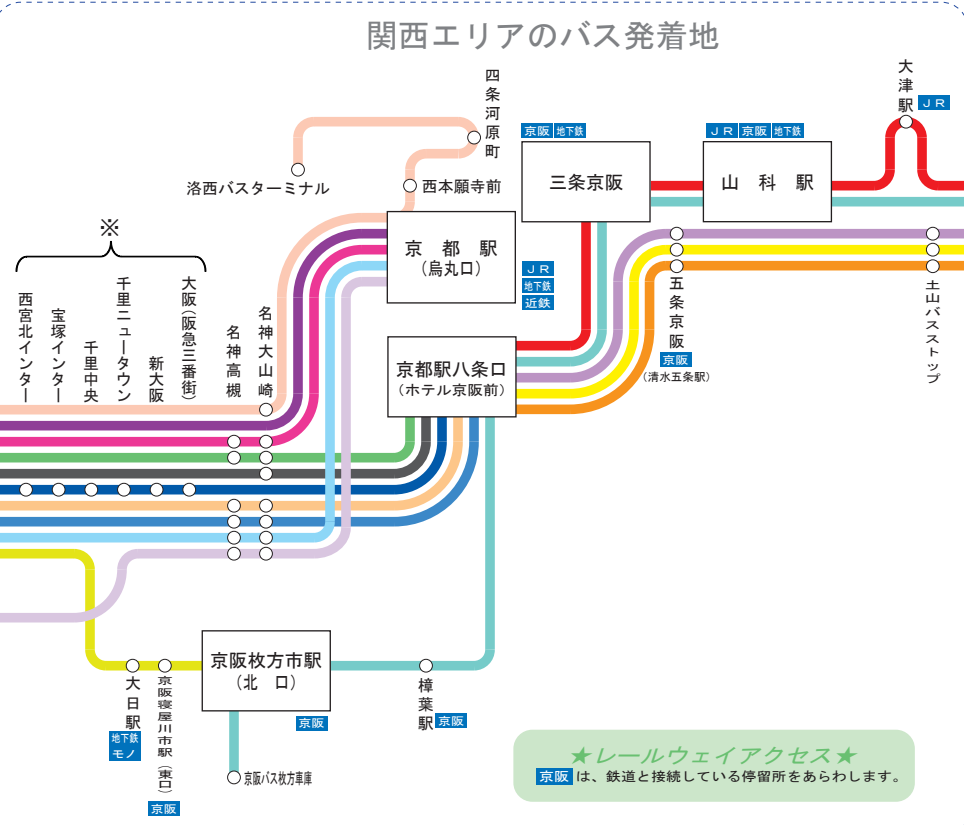 関西エリアのバス発着地
四条河原町
大津駅
JR
京阪 地下鉄
JR 京阪 地下鉄
三条京阪
山科駅
洛西バスターミナル
西本願寺前
※
京都駅
(烏丸口)
JR
地下鉄
近鉄
西宮北インター
宝塚インター
千里中央
千里ニュータウン
新大阪
大阪(阪急三番街)
名神高槻
名神大山崎
京都駅八条口
(ホテル京阪前)
五条京阪
京阪
(清水五条駅)
土山バスストップ
京阪枚方市駅
(北口)
京阪
大日駅
地下鉄
モノ
京阪寝屋川市駅(東口)
京阪
樟葉駅
京阪
京阪バス枚方車庫
★レールウェイアクセス★
京阪 は、鉄道と接続している停留所をあらわします。